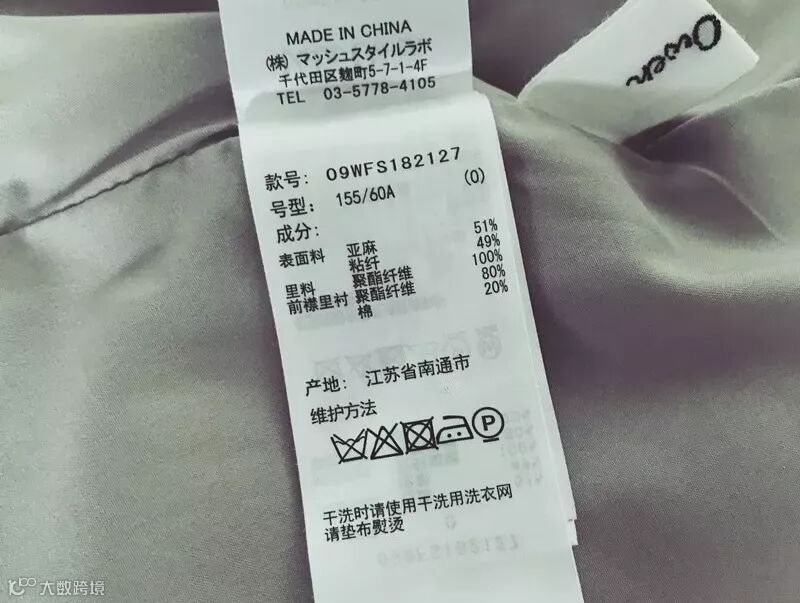 MADE IN CHINA
(株) マッシュスタイルラボ
千代田区麹町5-7-1-4F
TEL 03-5778-4105
Owen
款号: 09WFS182127
号型: 155/60A (0)
成分:
表面料 亚麻 51%
粘纤 49%
里料 聚酯纤维 100%
前襟里衬 聚酯纤维 80%
棉 20%
产地: 江苏省南通市
维护方法
P
干洗时请使用干洗用洗衣网
请垫布熨烫
大数跨境